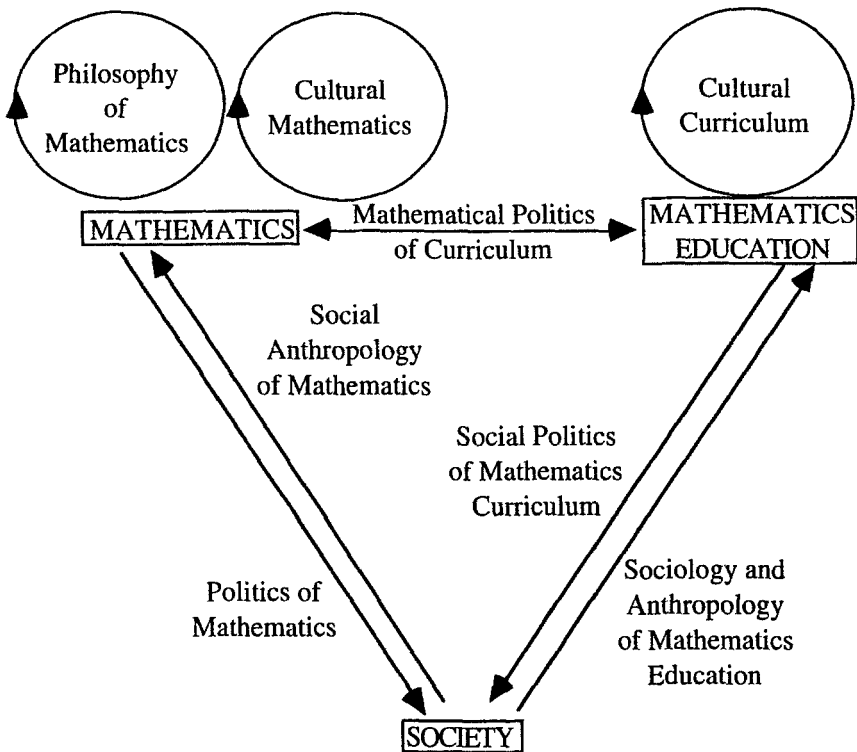 Philosophy
of
Mathematics
Cultural
Mathematics
Cultural
Curriculum
MATHEMATICS
Mathematical Politics
of Curriculum
MATHEMATICS
EDUCATION
Social
Anthropology
of Mathematics
Social Politics
of Mathematics
Curriculum
Politics of
Mathematics
Sociology and
Anthropology
of Mathematics
Education
SOCIETY